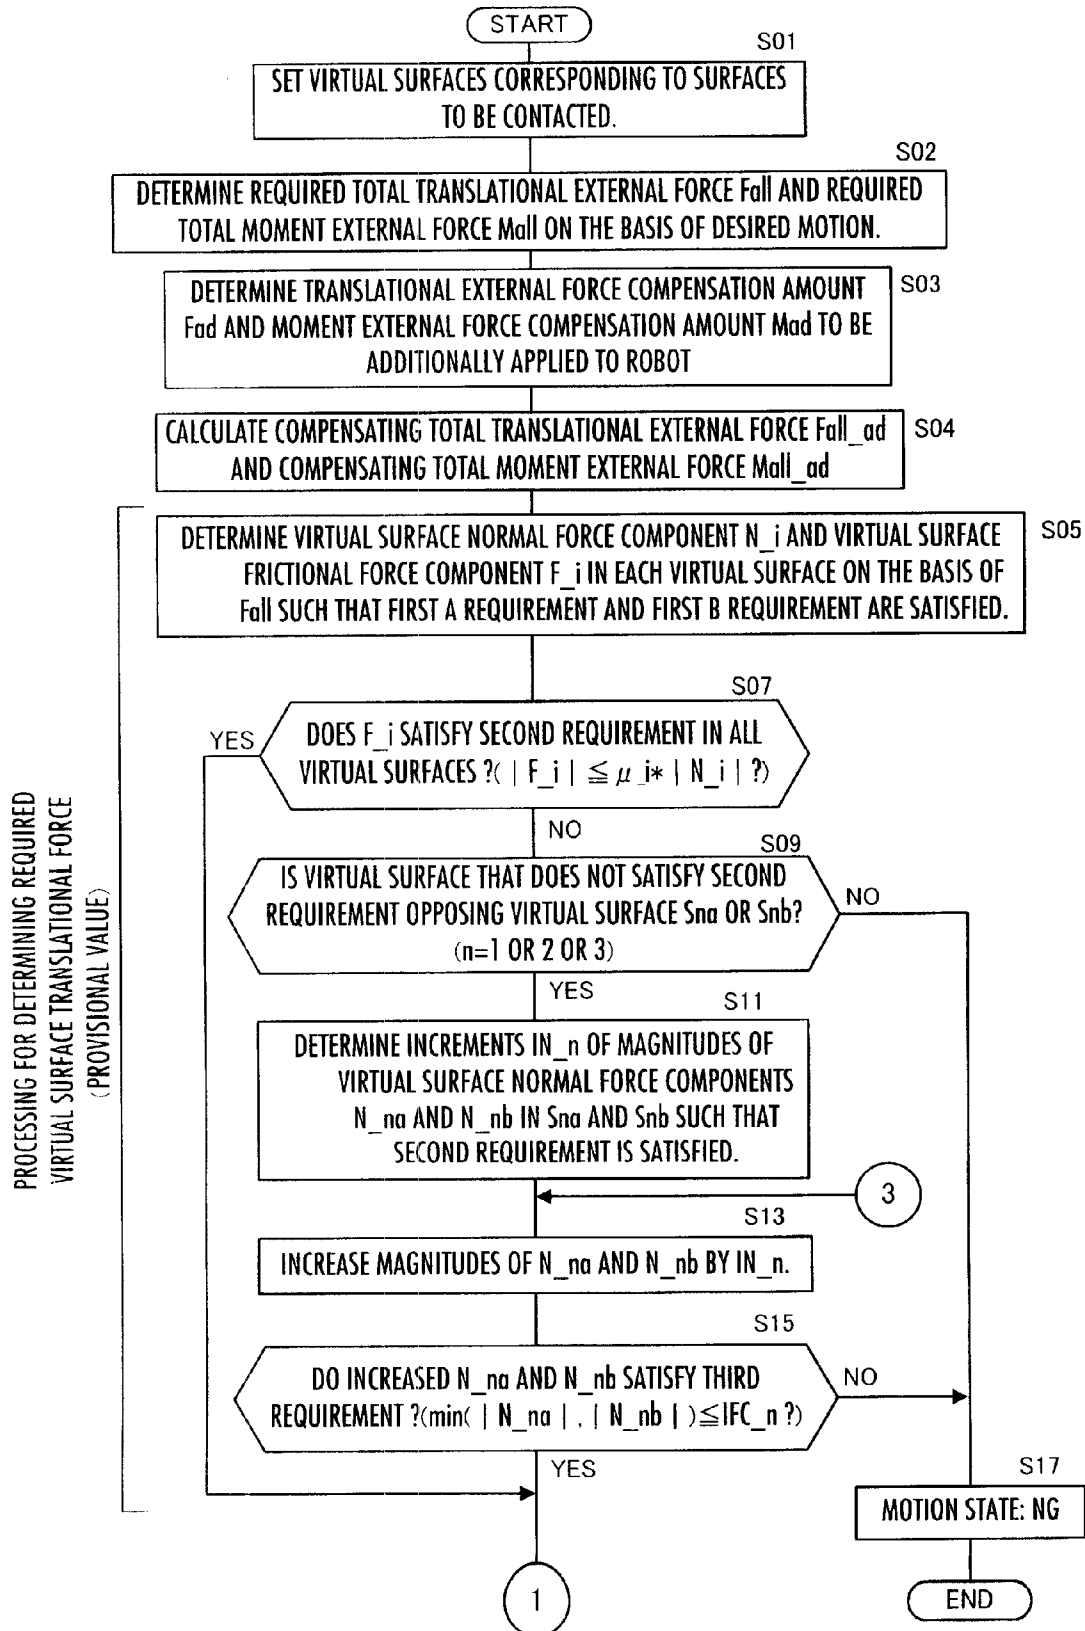 START
S01
SET VIRTUAL SURFACES CORRESPONDING TO SURFACES
TO BE CONTACTED.
S02
DETERMINE REQUIRED TOTAL TRANSLATIONAL EXTERNAL FORCE Fall AND REQUIRED
TOTAL MOMENT EXTERNAL FORCE Mall ON THE BASIS OF DESIRED MOTION.
S03
DETERMINE TRANSLATIONAL EXTERNAL FORCE COMPENSATION AMOUNT
Fad AND MOMENT EXTERNAL FORCE COMPENSATION AMOUNT Mad TO BE
ADDITIONALLY APPLIED TO ROBOT
S04
CALCULATE COMPENSATING TOTAL TRANSLATIONAL EXTERNAL FORCE Fall_ad
AND COMPENSATING TOTAL MOMENT EXTERNAL FORCE Mall_ad
S05
DETERMINE VIRTUAL SURFACE NORMAL FORCE COMPONENT N_i AND VIRTUAL SURFACE
FRICTIONAL FORCE COMPONENT F_i IN EACH VIRTUAL SURFACE ON THE BASIS OF
Fall SUCH THAT FIRST A REQUIREMENT AND FIRST B REQUIREMENT ARE SATISFIED.
S07
YES
DOES F_i SATISFY SECOND REQUIREMENT IN ALL
VIRTUAL SURFACES ?( | F_i | ≦ μ_i* | N_i | ?)
NO
S09
IS VIRTUAL SURFACE THAT DOES NOT SATISFY SECOND
REQUIREMENT OPPOSING VIRTUAL SURFACE Sna OR Snb?
(n=1 OR 2 OR 3)
NO
YES
S11
DETERMINE INCREMENTS IN_n OF MAGNITUDES OF
VIRTUAL SURFACE NORMAL FORCE COMPONENTS
N_na AND N_nb IN Sna AND Snb SUCH THAT
SECOND REQUIREMENT IS SATISFIED.
3
S13
INCREASE MAGNITUDES OF N_na AND N_nb BY IN_n.
S15
DO INCREASED N_na AND N_nb SATISFY THIRD
REQUIREMENT ?(min( | N_na | , | N_nb | )≦IFC_n ?)
NO
YES
S17
MOTION STATE: NG
1
END
PROCESSING FOR DETERMINING REQUIRED
VIRTUAL SURFACE TRANSLATIONAL FORCE
(PROVISIONAL VALUE)